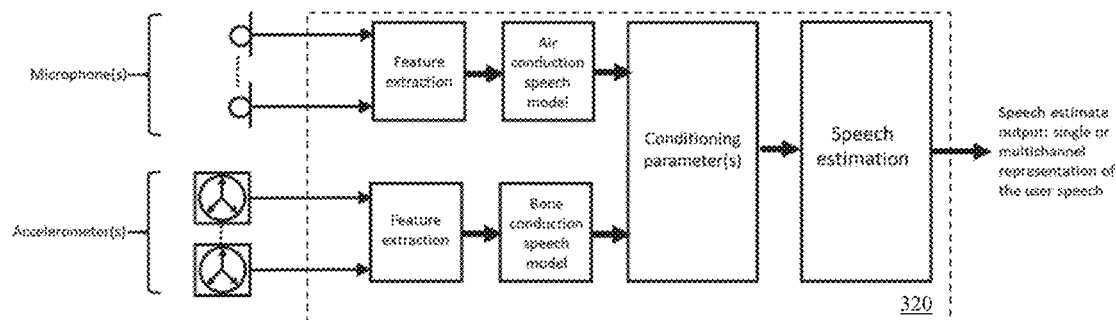 Microphone(s)
Feature
extraction
Air
conduction
speech
model
Conditioning
parameter(s)
Speech
estimation
Speech estimate
output: single or
multichannel
representation of
the user speech
Accelerometer(s)
Feature
extraction
Bone
conduction
speech
model
320